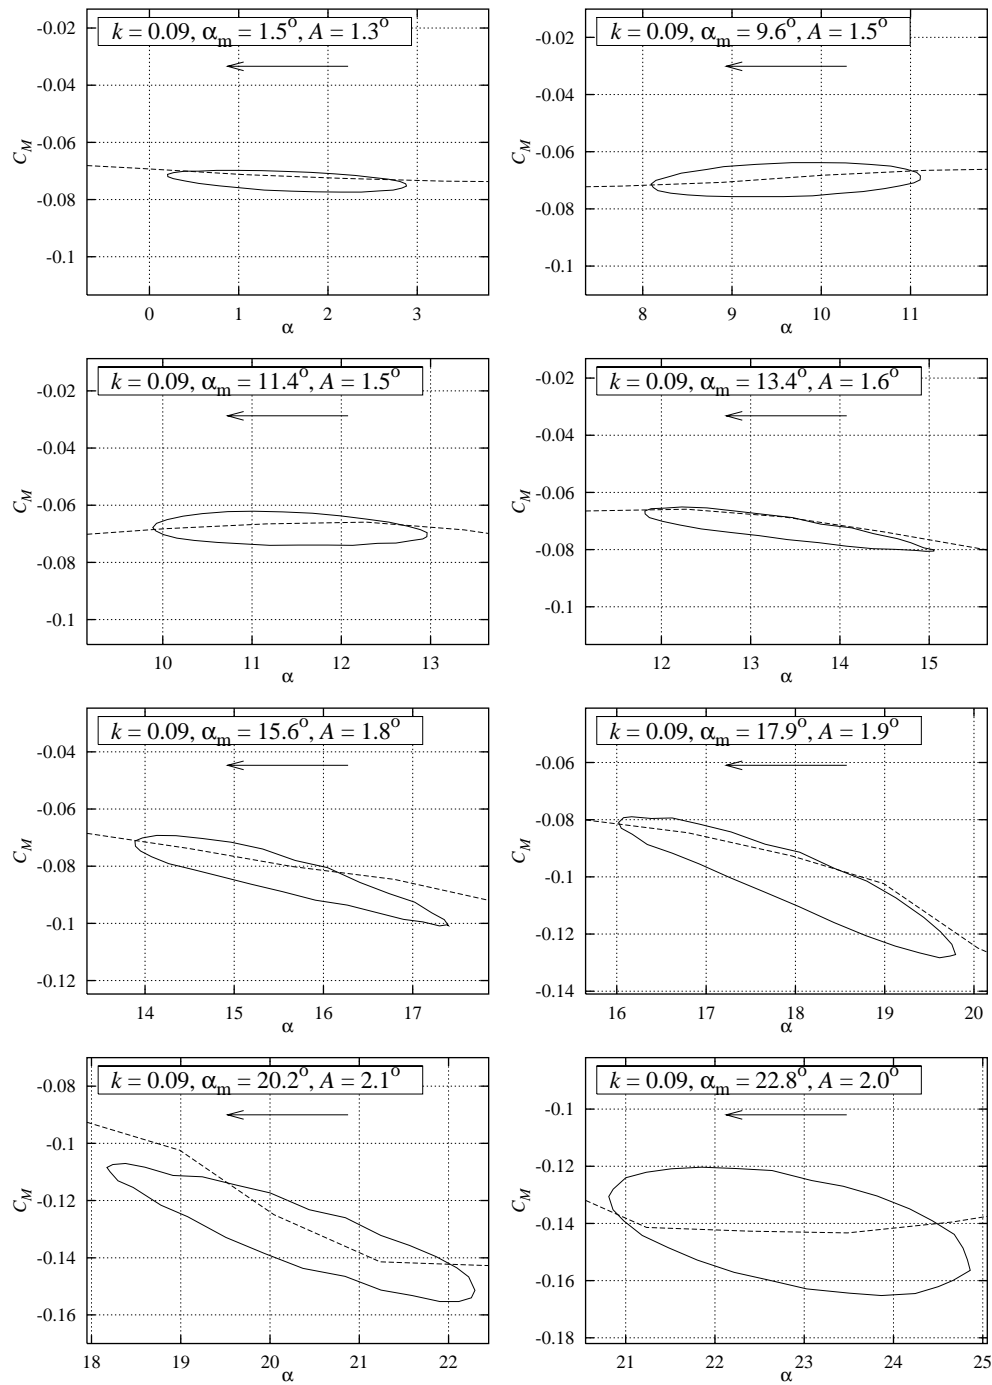 k = 0.09, αm = 1.5°, A = 1.3°
-0.02
-0.04
-0.06
-0.08
-0.1
CM
0 1 2 3
α
k = 0.09, αm = 9.6°, A = 1.5°
-0.02
-0.04
-0.06
-0.08
-0.1
CM
8 9 10 11
α
k = 0.09, αm = 11.4°, A = 1.5°
-0.02
-0.04
-0.06
-0.08
-0.1
CM
10 11 12 13
α
k = 0.09, αm = 13.4°, A = 1.6°
-0.02
-0.04
-0.06
-0.08
-0.1
CM
12 13 14 15
α
k = 0.09, αm = 15.6°, A = 1.8°
-0.04
-0.06
-0.08
-0.1
-0.12
CM
14 15 16 17
α
k = 0.09, αm = 17.9°, A = 1.9°
-0.06
-0.08
-0.1
-0.12
-0.14
CM
16 17 18 19 20
α
k = 0.09, αm = 20.2°, A = 2.1°
-0.08
-0.1
-0.12
-0.14
-0.16
CM
18 19 20 21 22
α
k = 0.09, αm = 22.8°, A = 2.0°
-0.1
-0.12
-0.14
-0.16
-0.18
CM
21 22 23 24 25
α